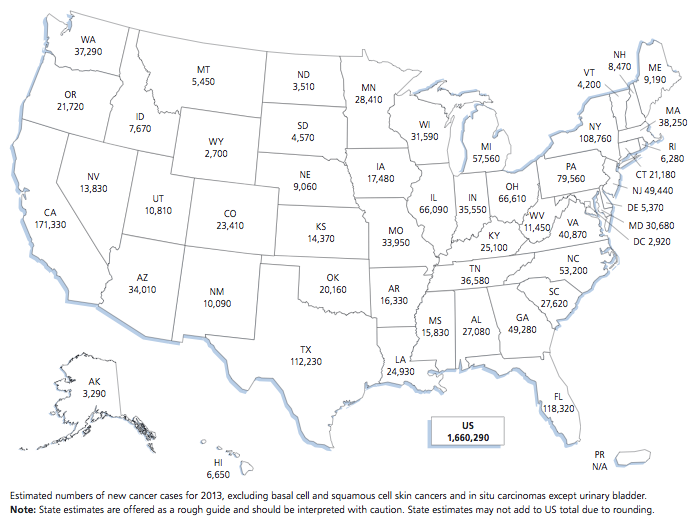 WA
37,290
MT
5,450
ND
3,510
MN
28,410
NH
8,470
VT
4,200
ME
9,190
OR
21,720
ID
7,670
WY
2,700
SD
4,570
WI
31,590
MI
57,560
NY
108,760
MA
38,250
RI
6,280
CT 21,180
NJ 49,440
DE 5,370
MD 30,680
DC 2,920
NV
13,830
UT
10,810
CO
23,410
NE
9,060
IA
17,480
IL
66,090
IN
35,550
OH
66,610
PA
79,560
CA
171,330
KS
14,370
MO
33,950
KY
25,100
WV
11,450
VA
40,870
AZ
34,010
NM
10,090
OK
20,160
AR
16,330
TN
36,580
NC
53,200
SC
27,620
TX
112,230
LA
24,930
MS
15,830
AL
27,080
GA
49,280
FL
118,320
AK
3,290
HI
6,650
US
1,660,290
PR
N/A
Estimated numbers of new cancer cases for 2013, excluding basal cell and squamous cell skin cancers and in situ carcinomas except urinary bladder.
Note: State estimates are offered as a rough guide and should be interpreted with caution. State estimates may not add to US total due to rounding.